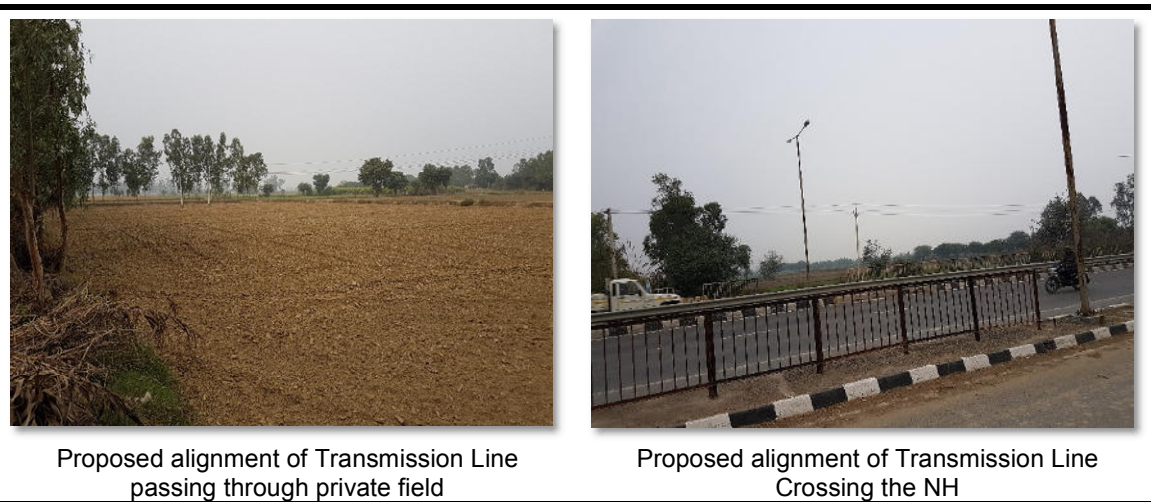 Proposed alignment of Transmission Line
passing through private field
Proposed alignment of Transmission Line
Crossing the NH